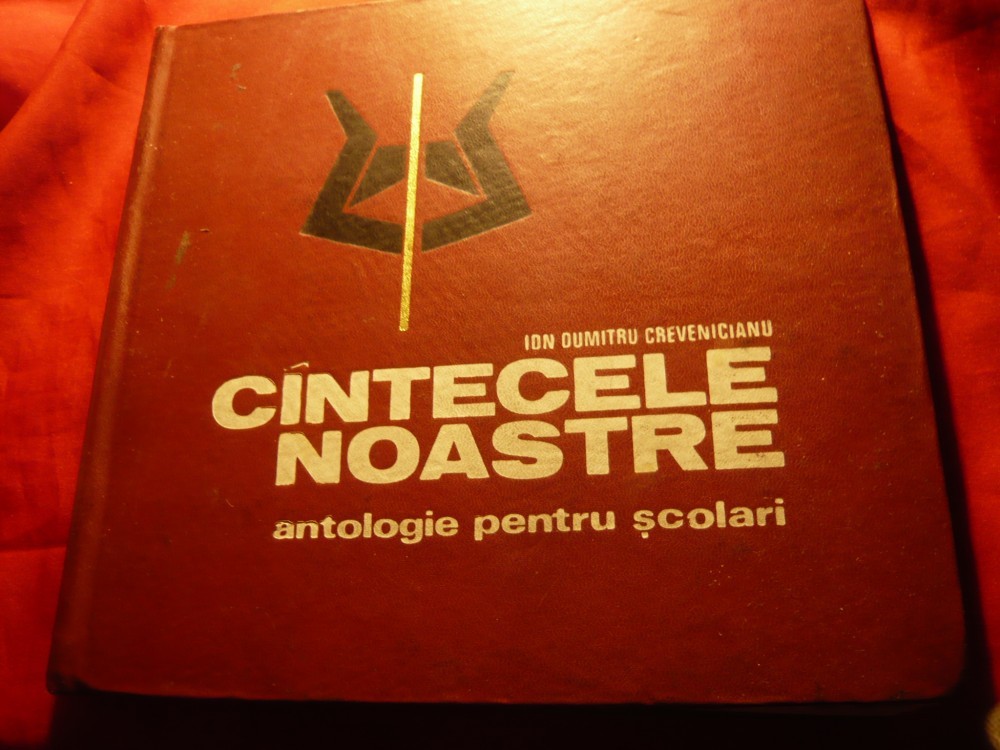 ION DUMITRU CREVENICIANU
CÎNTECELE
NOASTRE
antologie pentru școlari